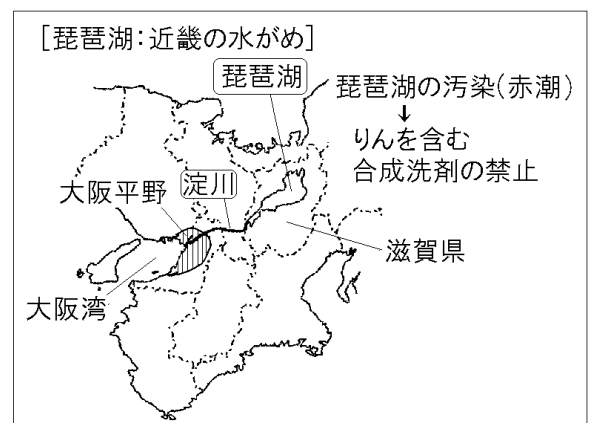 [琵琶湖：近畿の水がめ]
琵琶湖
琵琶湖の汚染(赤潮)
↓
りんを含む
合成洗剤の禁止
大阪平野
淀川
滋賀県
大阪湾